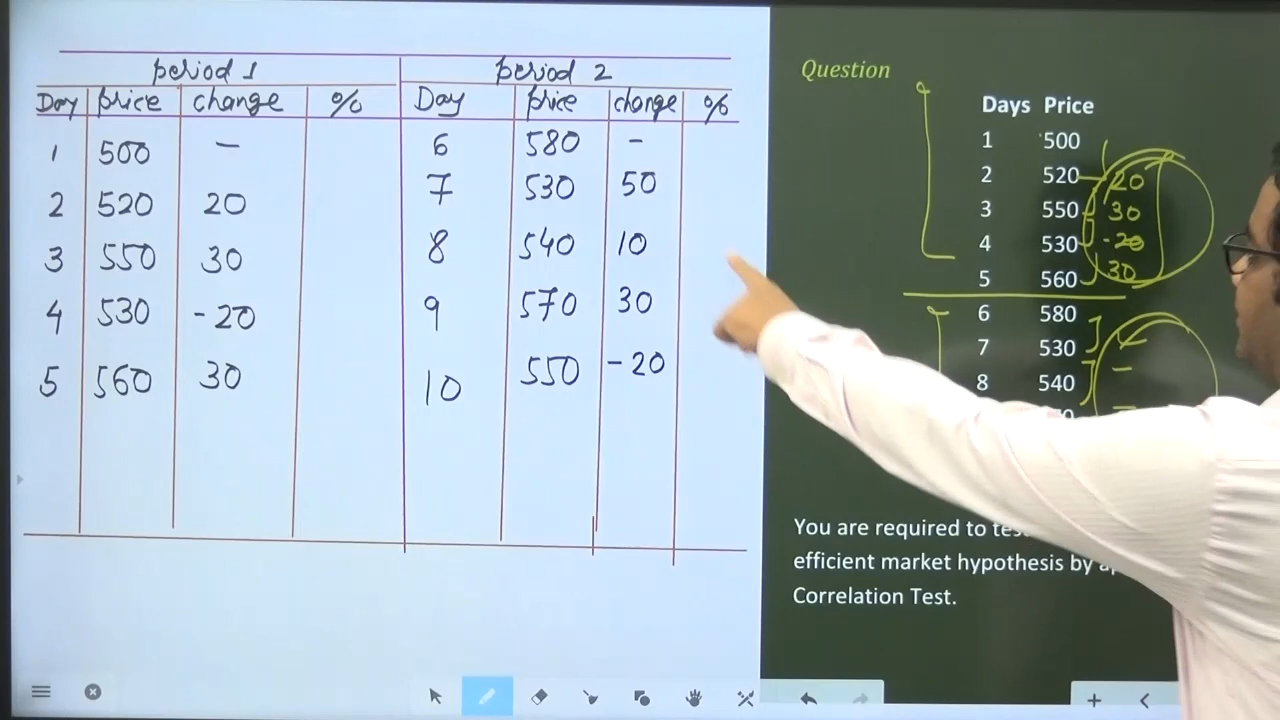 period 1 period 2
Day price change % Day price change %
1 500 - 6 580 -
2 520 20 7 530 50
3 550 30 8 540 10
4 530 -20 9 570 30
5 560 30 10 550 -20
Question
Days Price
1 500
2 520 20
3 550 30
4 530 -20
5 560 30
6 580
7 530 -
8 540 -
You are required to
efficient market hypothesis by
Correlation Test.